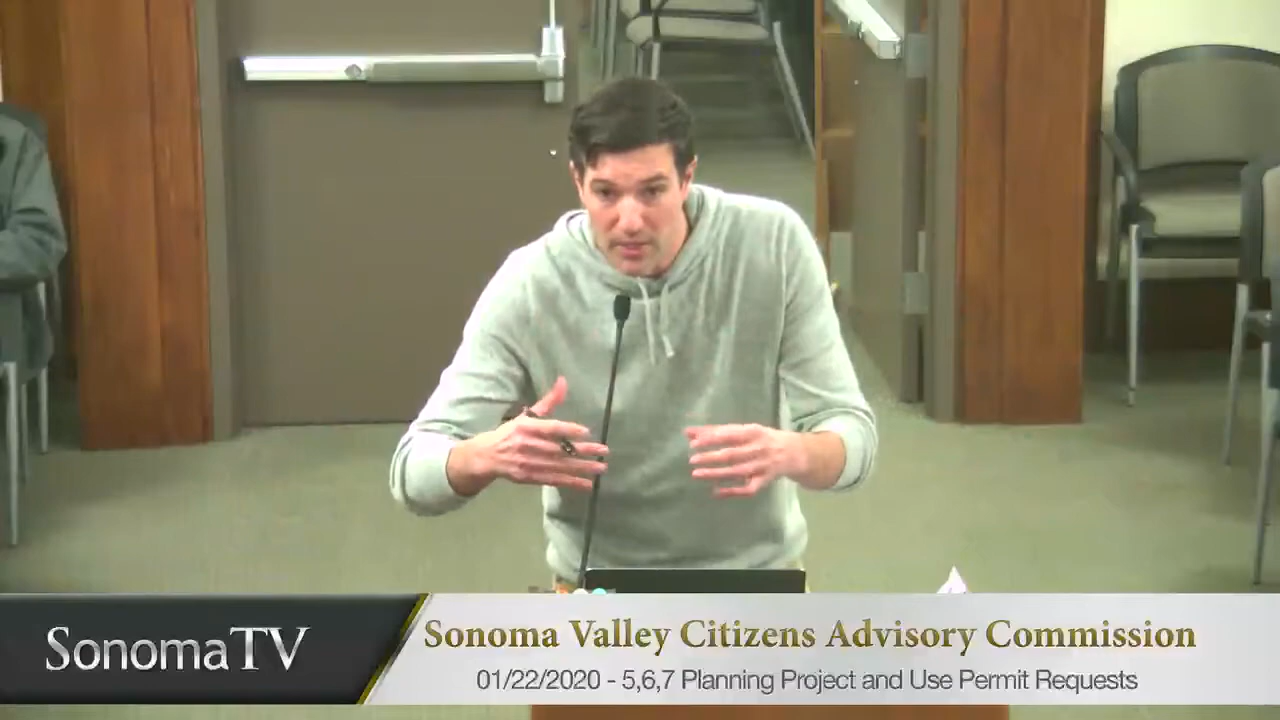 SonomaTV
Sonoma Valley Citizens Advisory Commission
01/22/2020 - 5,6,7 Planning Project and Use Permit Requests